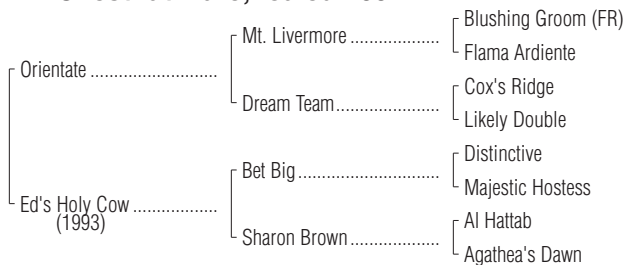 Blushing Groom (FR)
Mt. Livermore ....................
Flama Ardiente
Orientate ............................
Cox's Ridge
Dream Team.......................
Likely Double
Distinctive
Bet Big...............................
Majestic Hostess
Ed's Holy Cow ..................
(1993)
Al Hattab
Sharon Brown....................
Agathea's Dawn